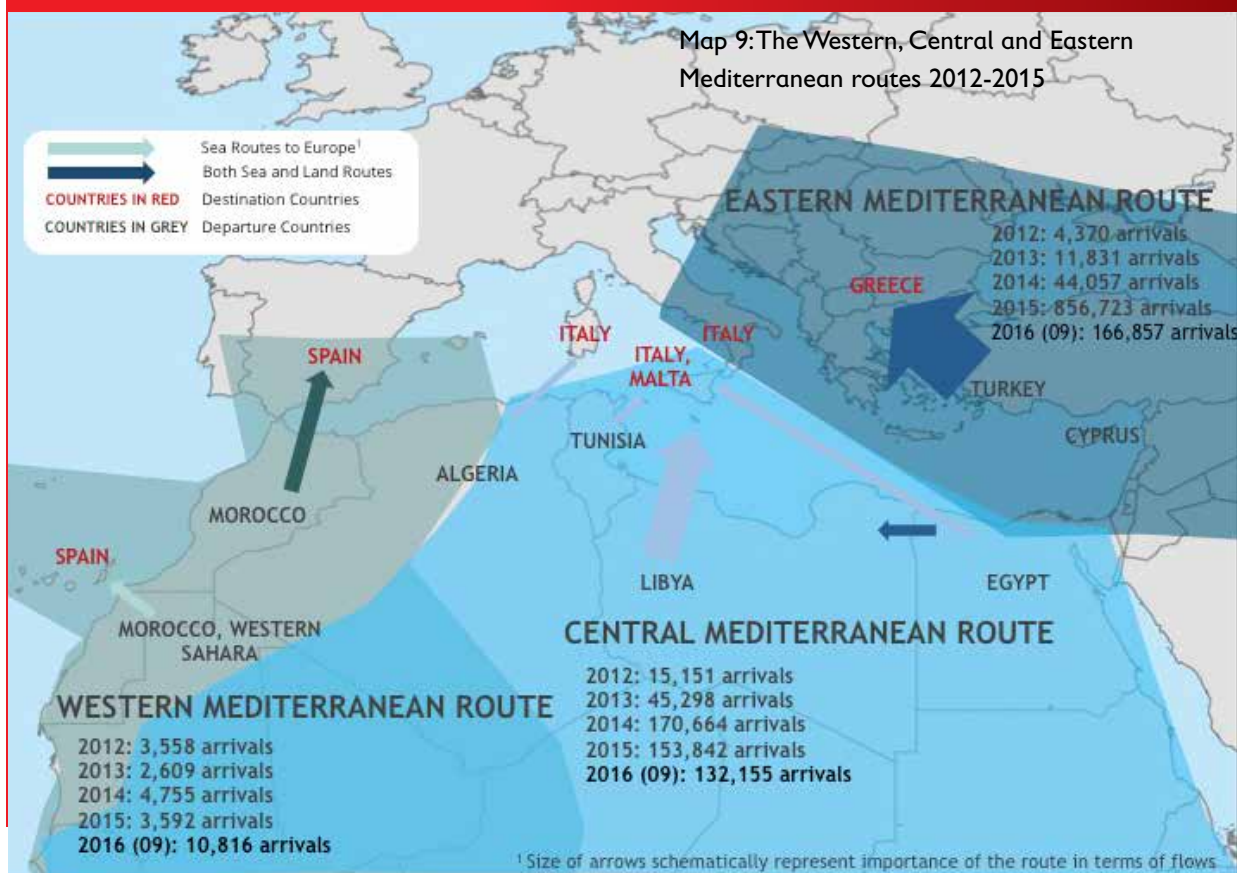 Map 9: The Western, Central and Eastern
Mediterranean routes 2012-2015
Sea Routes to Europe¹
Both Sea and Land Routes
COUNTRIES IN RED Destination Countries
COUNTRIES IN GREY Departure Countries
EASTERN MEDITERRANEAN ROUTE
2012: 4,370 arrivals
2013: 11,831 arrivals
2014: 44,057 arrivals
2015: 856,723 arrivals
2016 (09): 166,857 arrivals
GREECE
ITALY
ITALY
ITALY,
MALTA
SPAIN
TURKEY
CYPRUS
TUNISIA
ALGERIA
MOROCCO
SPAIN
LIBYA
EGYPT
MOROCCO, WESTERN
SAHARA
CENTRAL MEDITERRANEAN ROUTE
2012: 15,151 arrivals
2013: 45,298 arrivals
2014: 170,664 arrivals
2015: 153,842 arrivals
2016 (09): 132,155 arrivals
WESTERN MEDITERRANEAN ROUTE
2012: 3,558 arrivals
2013: 2,609 arrivals
2014: 4,755 arrivals
2015: 3,592 arrivals
2016 (09): 10,816 arrivals
¹ Size of arrows schematically represent importance of the route in terms of flows